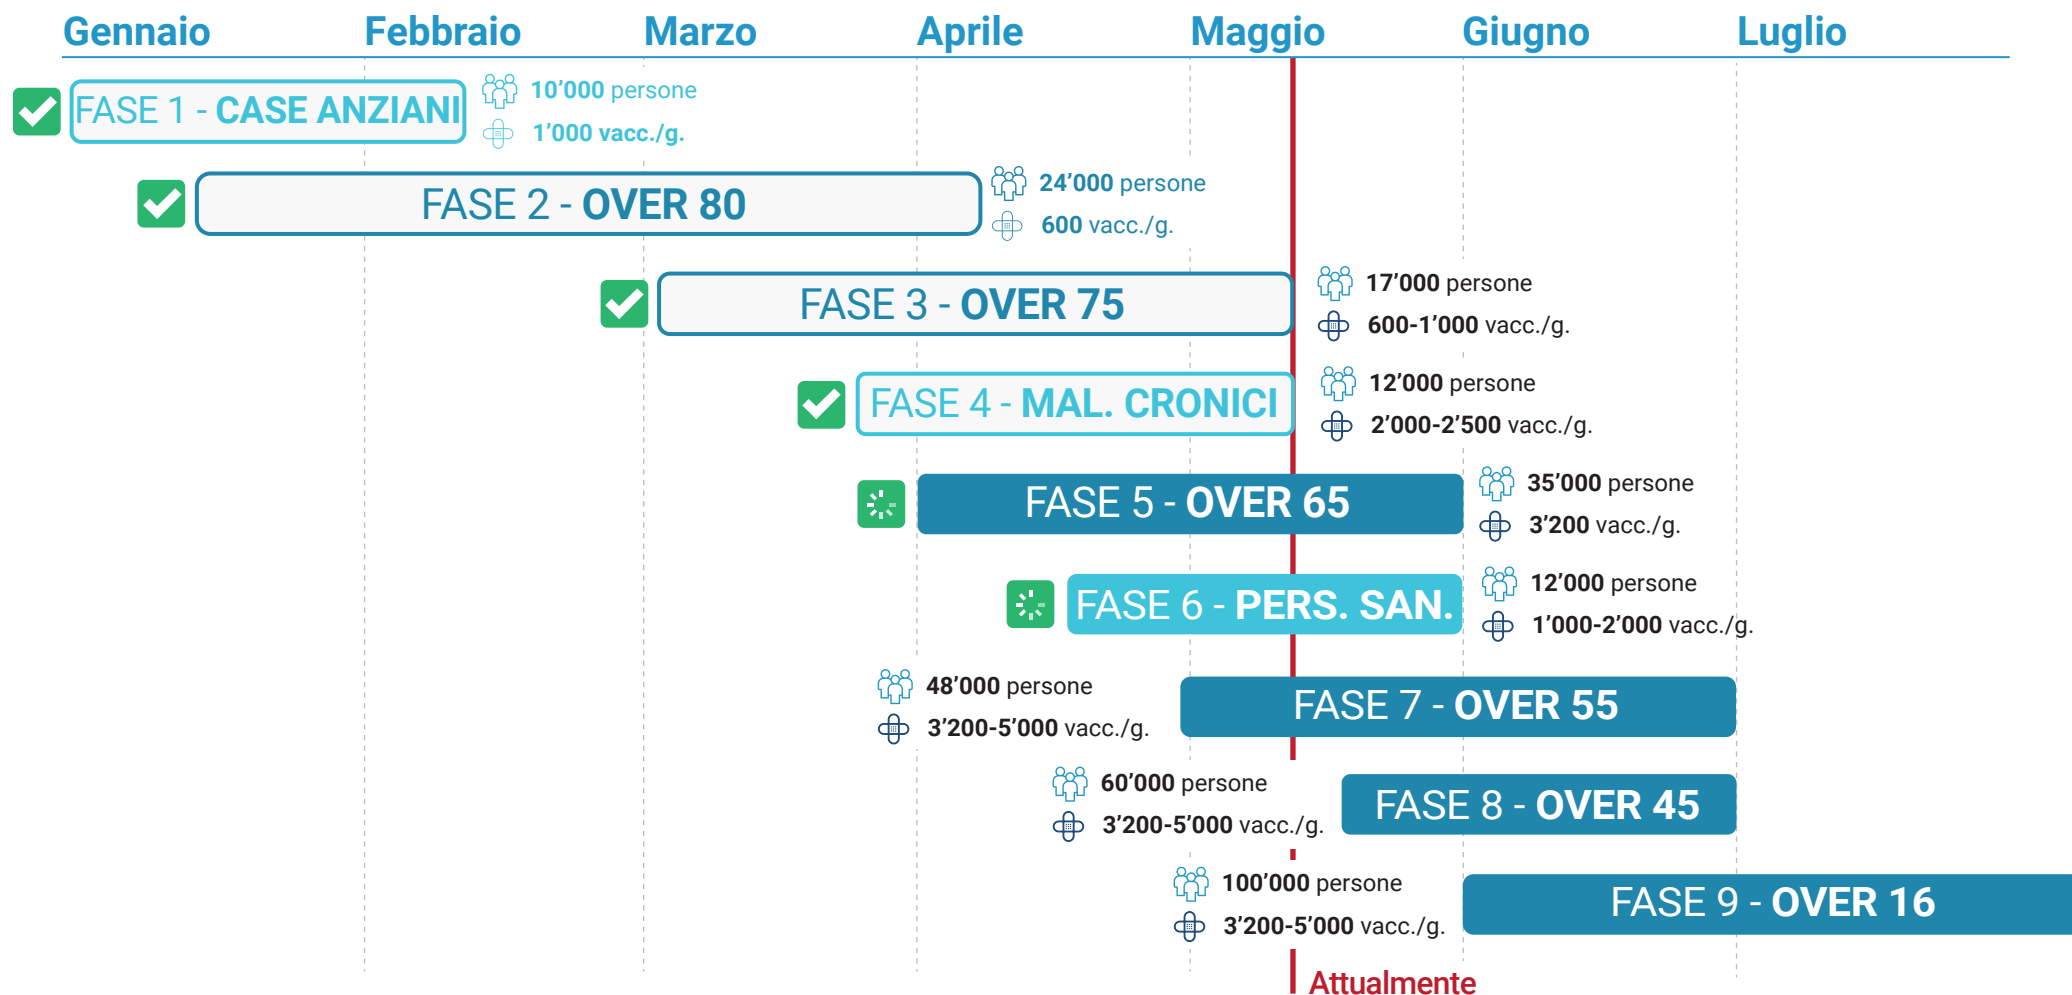 Gennaio Febbraio Marzo Aprile Maggio Giugno Luglio
FASE 1 - CASE ANZIANI
10’000 persone
1’000 vacc./g.
FASE 2 - OVER 80
24’000 persone
600 vacc./g.
FASE 3 - OVER 75
17’000 persone
600-1’000 vacc./g.
FASE 4 - MAL. CRONICI
12’000 persone
2’000-2’500 vacc./g.
FASE 5 - OVER 65
35’000 persone
3’200 vacc./g.
FASE 6 - PERS. SAN.
12’000 persone
1’000-2’000 vacc./g.
48’000 persone
3’200-5’000 vacc./g.
FASE 7 - OVER 55
60’000 persone
3’200-5’000 vacc./g.
FASE 8 - OVER 45
100’000 persone
3’200-5’000 vacc./g.
FASE 9 - OVER 16
Attualmente